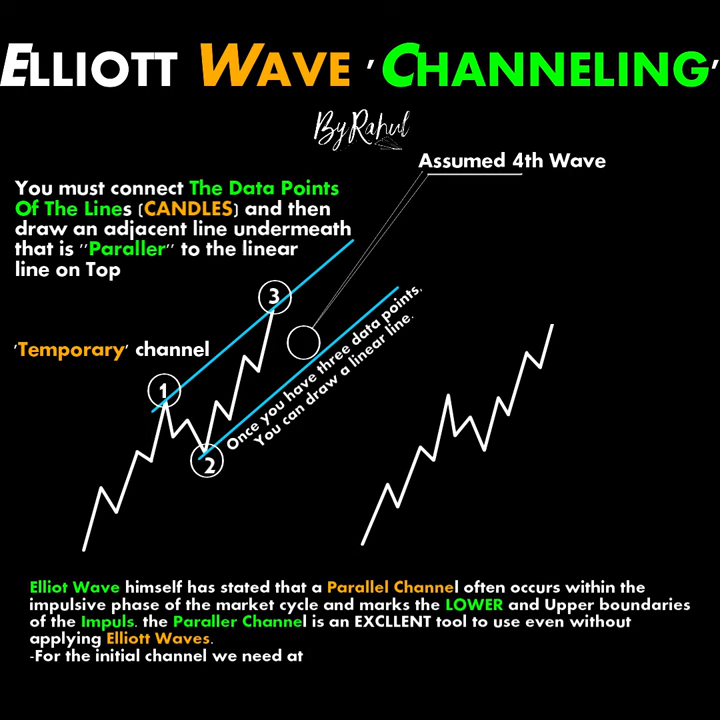 ELLIOTT WAVE 'CHANNELING'
By Rahul
Assumed 4th Wave
You must connect The Data Points
Of The Lines (CANDLES) and then
draw an adjacent line underneath
that is "Paraller" to the linear
line on Top
3
'Temporary' channel
1
2
Once you have three data points,
You can draw a linear line.
Elliot Wave himself has stated that a Parallel Channel often occurs within the
impulsive phase of the market cycle and marks the LOWER and Upper boundaries
of the Impuls. the Paraller Channel is an EXCLLENT tool to use even without
applying Elliott Waves.
-For the initial channel we need at